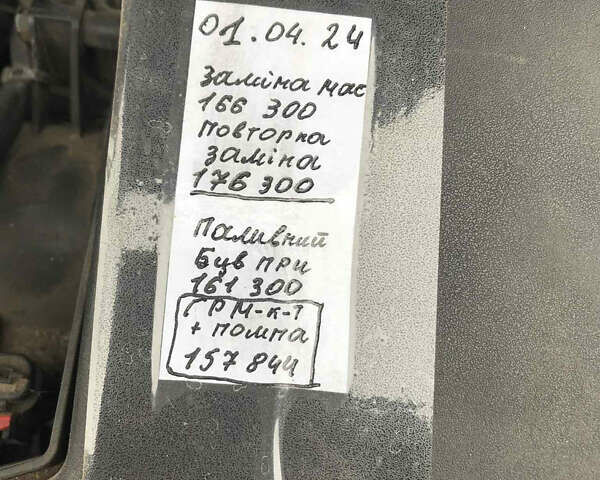 01.04.24
Заміна мас
166 300
Повторна
заміна
176 300
Паливний
був при
161 300
ГРМ-к-т
+ помпа
157 844